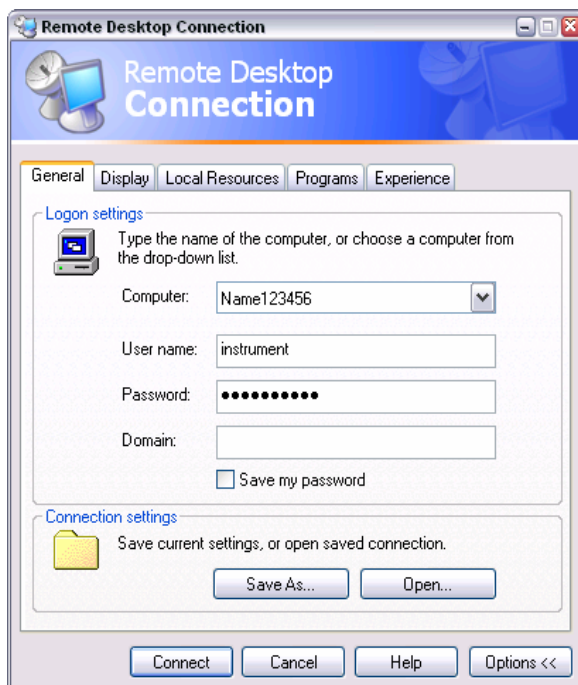 Remote Desktop Connection
Remote Desktop
Connection
General Display Local Resources Programs Experience
Logon settings
Type the name of the computer, or choose a computer from
the drop-down list.
Computer: Name123456
User name: instrument
Password: ●●●●●●●●●●
Domain:
Save my password
Connection settings
Save current settings, or open saved connection.
Save As... Open...
Connect Cancel Help Options <<